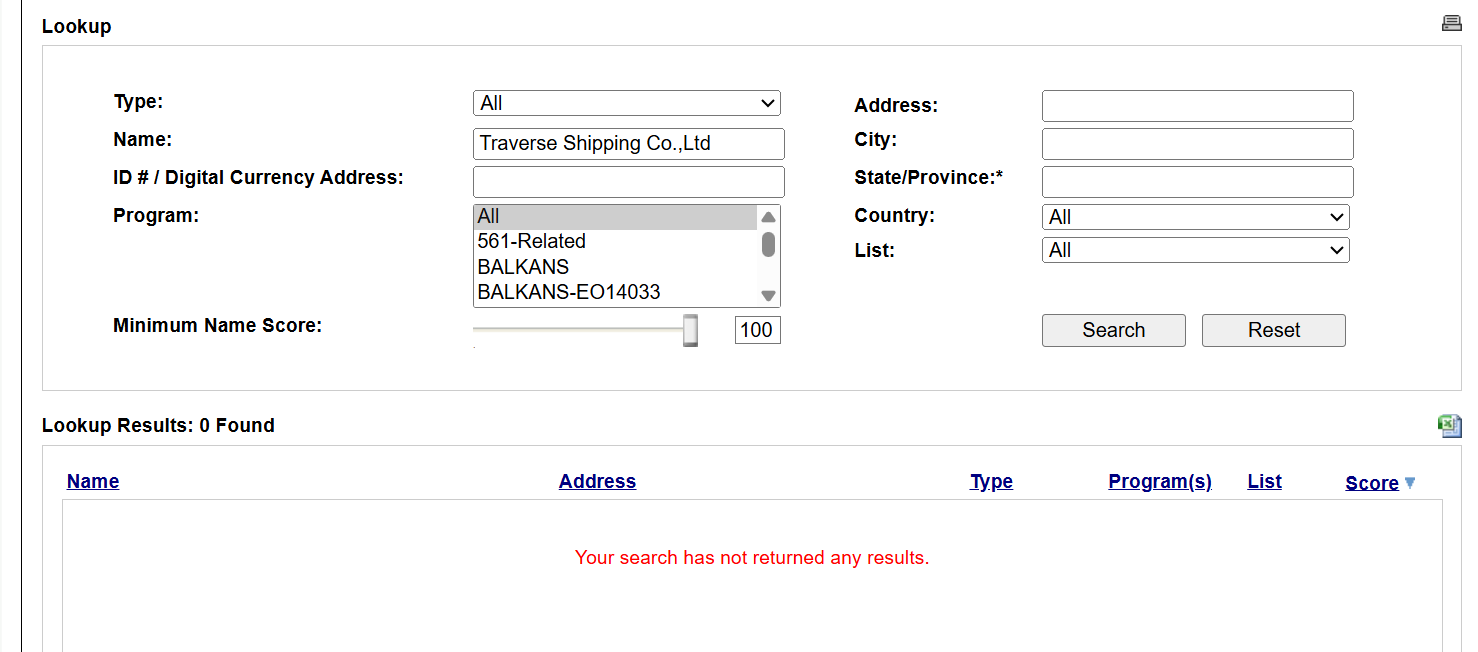 Lookup
Type:
All
Address:
Name:
Traverse Shipping Co.,Ltd
City:
ID # / Digital Currency Address:
State/Province:*
Program:
All
561-Related
BALKANS
BALKANS-EO14033
Country:
All
List:
All
Minimum Name Score:
100
Search
Reset
Lookup Results: 0 Found
Name
Address
Type
Program(s)
List
Score
Your search has not returned any results.